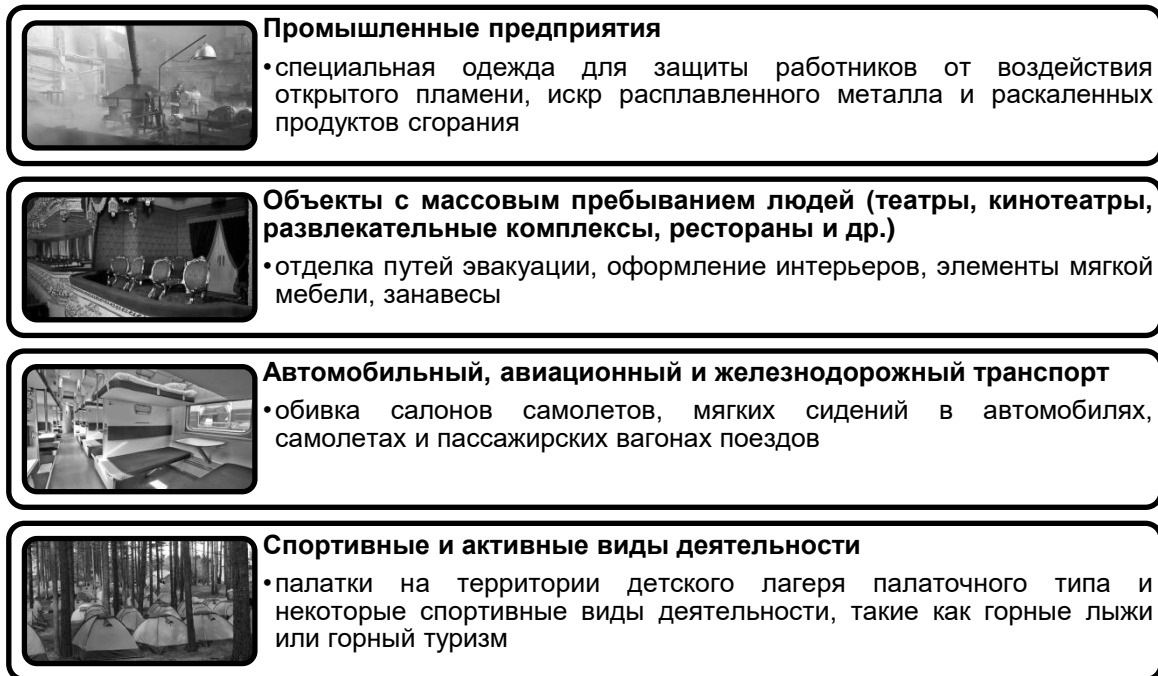 Промышленные предприятия
•специальная одежда для защиты работников от воздействия
открытого пламени, искр расплавленного металла и раскаленных
продуктов сгорания
Объекты с массовым пребыванием людей (театры, кинотеатры,
развлекательные комплексы, рестораны и др.)
•отделка путей эвакуации, оформление интерьеров, элементы мягкой
мебели, занавесы
Автомобильный, авиационный и железнодорожный транспорт
•обивка салонов самолетов, мягких сидений в автомобилях,
самолетах и пассажирских вагонах поездов
Спортивные и активные виды деятельности
•палатки на территории детского лагеря палаточного типа и
некоторые спортивные виды деятельности, такие как горные лыжи
или горный туризм